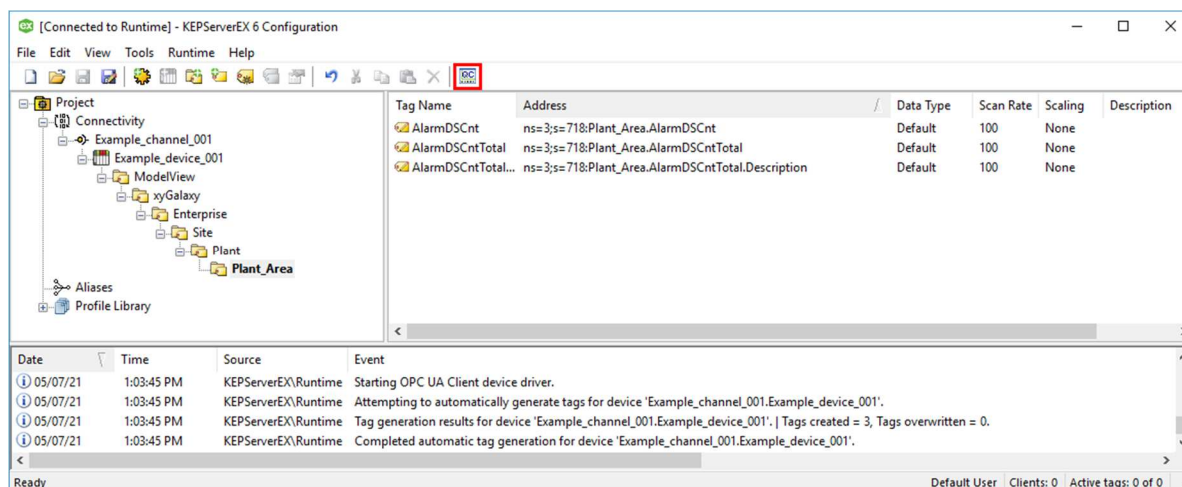 [Connected to Runtime] - KEPServerEX 6 Configuration
File Edit View Tools Runtime Help
QC
Project
Connectivity
Example_channel_001
Example_device_001
ModelView
xyGalaxy
Enterprise
Site
Plant
Plant_Area
Aliases
Profile Library
Tag Name Address Data Type Scan Rate Scaling Description
AlarmDSCnt ns=3;s=718:Plant_Area.AlarmDSCnt Default 100 None
AlarmDSCntTotal ns=3;s=718:Plant_Area.AlarmDSCntTotal Default 100 None
AlarmDSCntTotal... ns=3;s=718:Plant_Area.AlarmDSCntTotal.Description Default 100 None
Date Time Source Event
05/07/21 1:03:45 PM KEPServerEX\Runtime Starting OPC UA Client device driver.
05/07/21 1:03:45 PM KEPServerEX\Runtime Attempting to automatically generate tags for device 'Example_channel_001.Example_device_001'.
05/07/21 1:03:45 PM KEPServerEX\Runtime Tag generation results for device 'Example_channel_001.Example_device_001'. | Tags created = 3, Tags overwritten = 0.
05/07/21 1:03:45 PM KEPServerEX\Runtime Completed automatic tag generation for device 'Example_channel_001.Example_device_001'.
Ready Default User Clients: 0 Active tags: 0 of 0